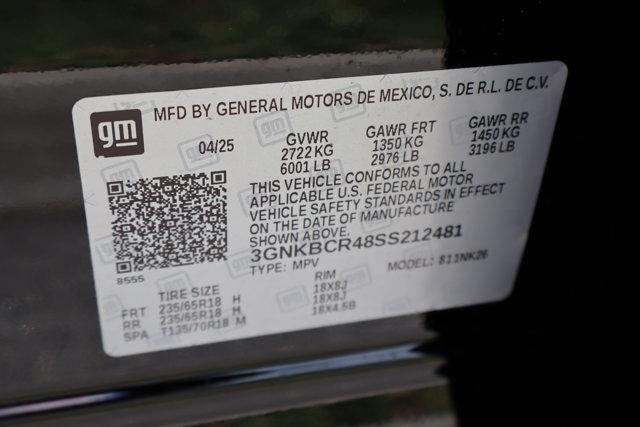 MFD BY GENERAL MOTORS DE MEXICO, S. DE R.L. DE C.V.
gm
04/25 GVWR GAWR FRT GAWR RR
2722 KG 1350 KG 1450 KG
6001 LB 2976 LB 3196 LB
THIS VEHICLE CONFORMS TO ALL
APPLICABLE U.S. FEDERAL MOTOR
VEHICLE SAFETY STANDARDS IN EFFECT
ON THE DATE OF MANUFACTURE
SHOWN ABOVE.
3GNKBCR48SS212481
TYPE: MPV MODEL: 811NK26
8555
TIRE SIZE RIM
FRT 235/65R18 H 18X8J
RR 235/65R18 H 18X8J
SPA T135/70R18 M 18X4.5B